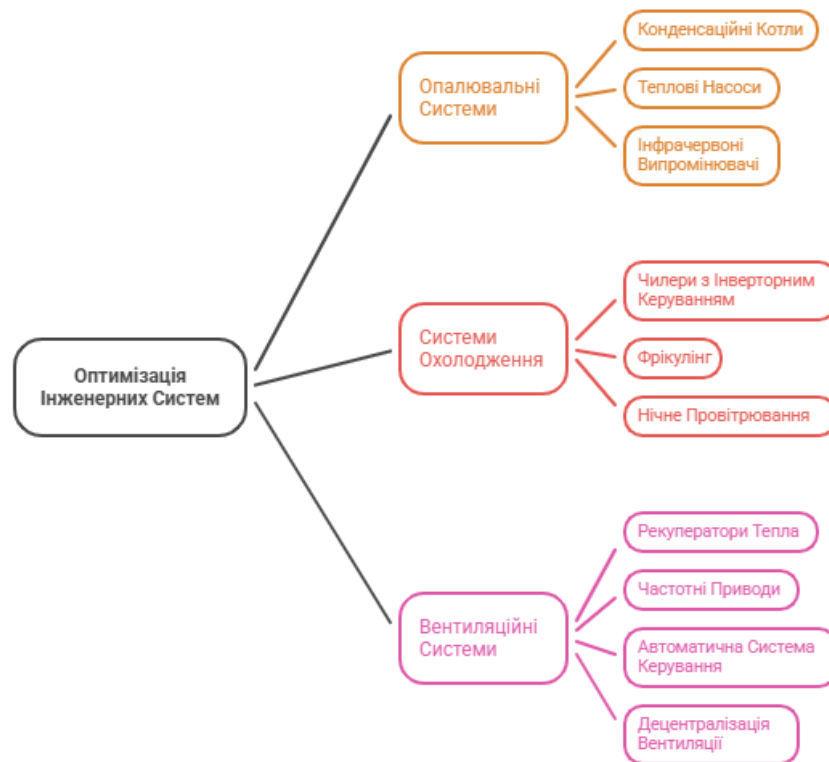 Оптимізація
Інженерних Систем
Опалювальні
Системи
Конденсаційні Котли
Теплові Насоси
Інфрачервоні
Випромінювачі
Системи
Охолодження
Чилери з Інверторним
Керуванням
Фрікулінг
Нічне Провітрювання
Вентиляційні
Системи
Рекуператори Тепла
Частотні Приводи
Автоматична Система
Керування
Децентралізація
Вентиляції